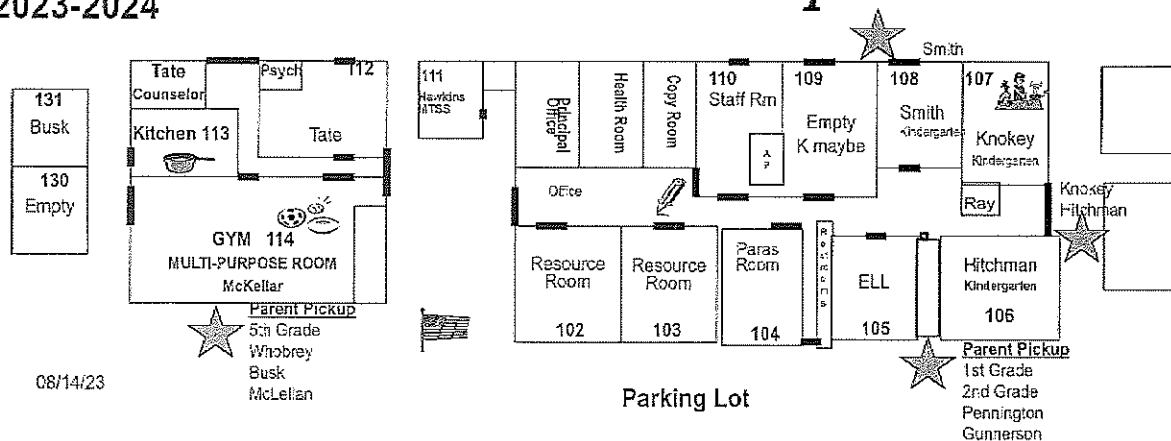 2023-2024
Smith
131
Busk
130
Empty
Tate
Counselor
Psych
112
Kitchen 113
Tate
GYM 114
MULTI-PURPOSE ROOM
McKellar
Parent Pickup
5th Grade
Whobrey
Busk
McLellan
08/14/23
111
Hawkins
MTSS
Principal
Office
Health Room
Copy Room
110
Staff Rm
109
Empty
K maybe
108
Smith
Kindergarten
107
Knokey
Kindergarten
Ray
Knokey
Hitchman
Office
Resource
Room
102
Resource
Room
103
Paras
Room
104
ELL
105
Hitchman
Kindergarten
106
Parking Lot
Parent Pickup
1st Grade
2nd Grade
Pennington
Gunnerson